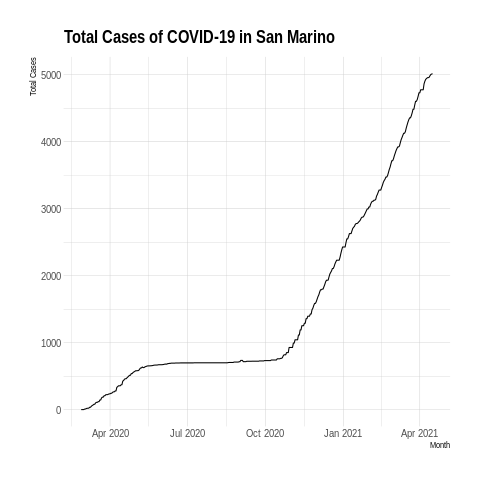 Total Cases of COVID-19 in San Marino
Total Cases
5000
4000
3000
2000
1000
0
Apr 2020 Jul 2020 Oct 2020 Jan 2021 Apr 2021
Month